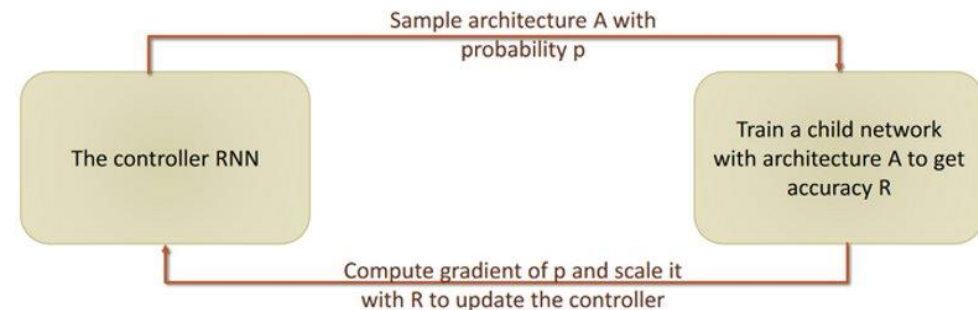 Sample architecture A with
probability p
The controller RNN
Train a child network
with architecture A to get
accuracy R
Compute gradient of p and scale it
with R to update the controller